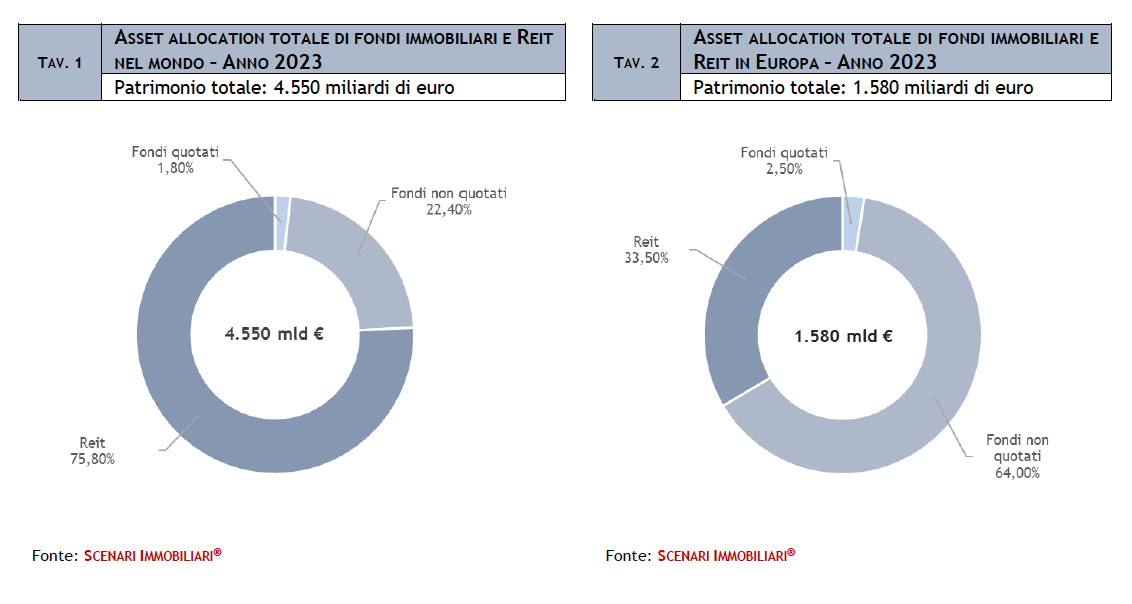 TAV. 1
ASSET ALLOCATION TOTALE DI FONDI IMMOBILIARI E REIT
NEL MONDO – ANNO 2023
Patrimonio totale: 4.550 miliardi di euro
Fondi quotati
1,80%
Fondi non quotati
22,40%
4.550 mld €
Reit
75,80%
Fonte: SCENARI IMMOBILIARI®
TAV. 2
ASSET ALLOCATION TOTALE DI FONDI IMMOBILIARI E
REIT IN EUROPA – ANNO 2023
Patrimonio totale: 1.580 miliardi di euro
Fondi quotati
2,50%
Reit
33,50%
1.580 mld €
Fondi non
quotati
64,00%
Fonte: SCENARI IMMOBILIARI®